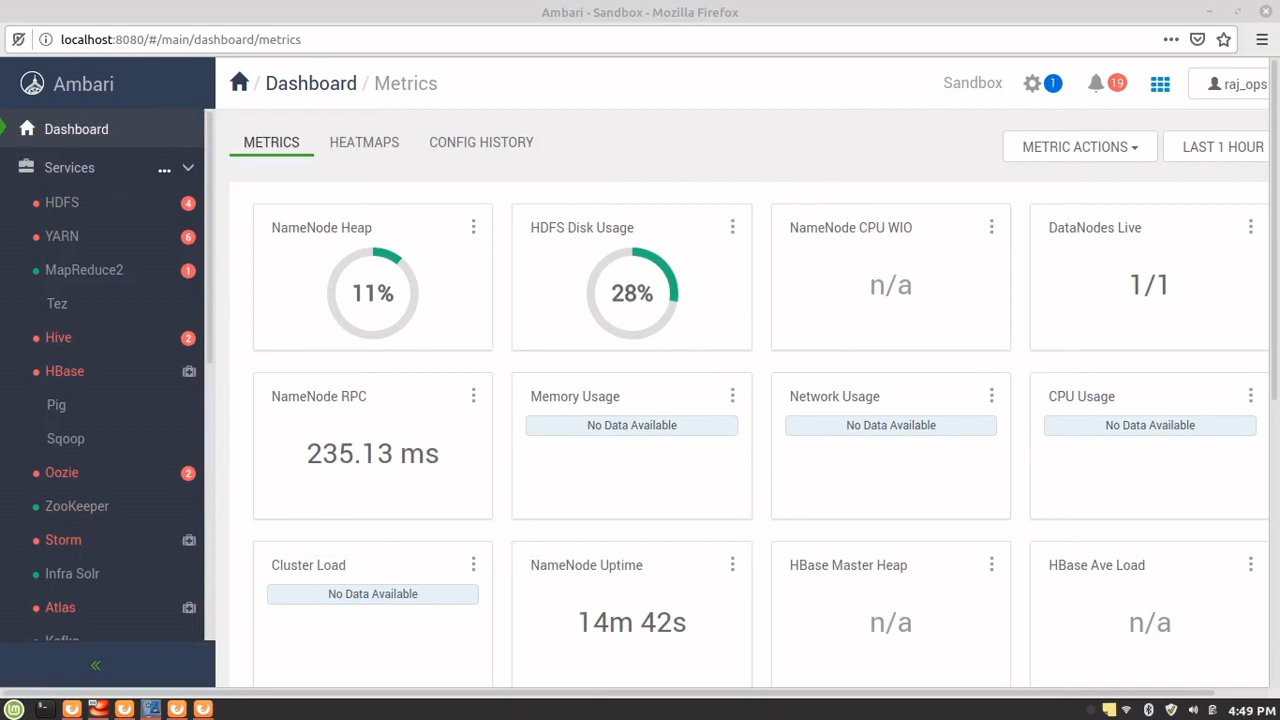 Ambari - Sandbox - Mozilla Firefox
localhost:8080/#/main/dashboard/metrics
Ambari
/ Dashboard / Metrics
Sandbox
1
19
raj_ops
Dashboard
Services
HDFS 4
YARN 6
MapReduce2 1
Tez
Hive 2
HBase
Pig
Sqoop
Oozie 2
ZooKeeper
Storm
Infra Solr
Atlas
Kafka
«
METRICS HEATMAPS CONFIG HISTORY
METRIC ACTIONS
LAST 1 HOUR
NameNode Heap
11%
HDFS Disk Usage
28%
NameNode CPU WIO
n/a
DataNodes Live
1/1
NameNode RPC
235.13 ms
Memory Usage
No Data Available
Network Usage
No Data Available
CPU Usage
No Data Available
Cluster Load
No Data Available
NameNode Uptime
14m 42s
HBase Master Heap
n/a
HBase Ave Load
n/a
4:49 PM